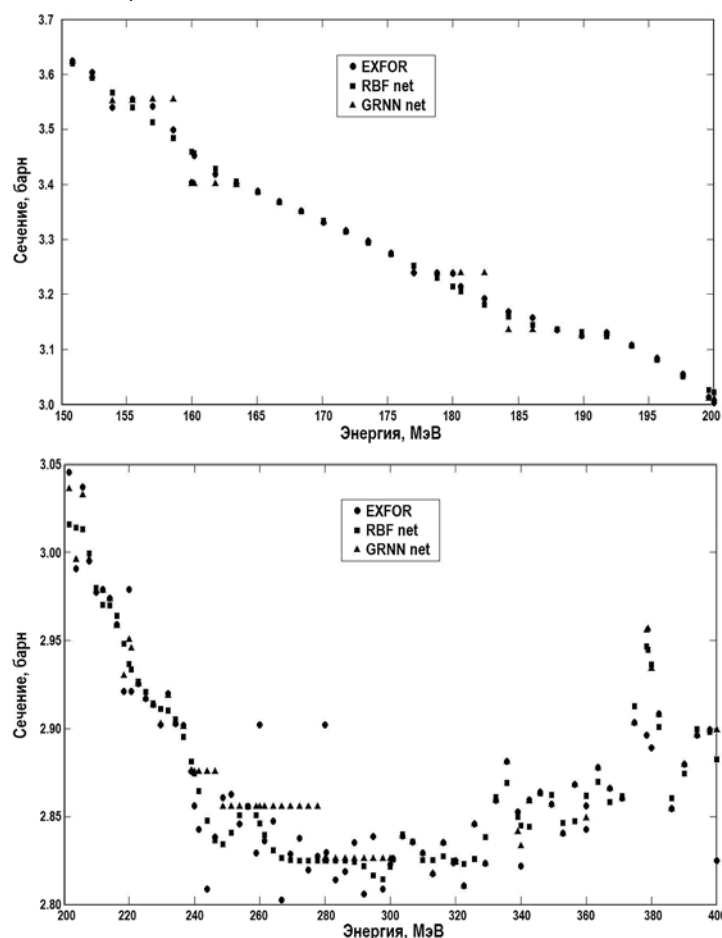 3.7
3.6
3.5
3.4
3.3
3.2
3.1
3.0
Сечение, барн
EXFOR
RBF net
GRNN net
150 155 160 165 170 175 180 185 190 195 200
Энергия, МэВ
3.05
3.00
2.95
2.90
2.85
2.80
Сечение, барн
EXFOR
RBF net
GRNN net
200 220 240 260 280 300 320 340 360 380 400
Энергия, МэВ